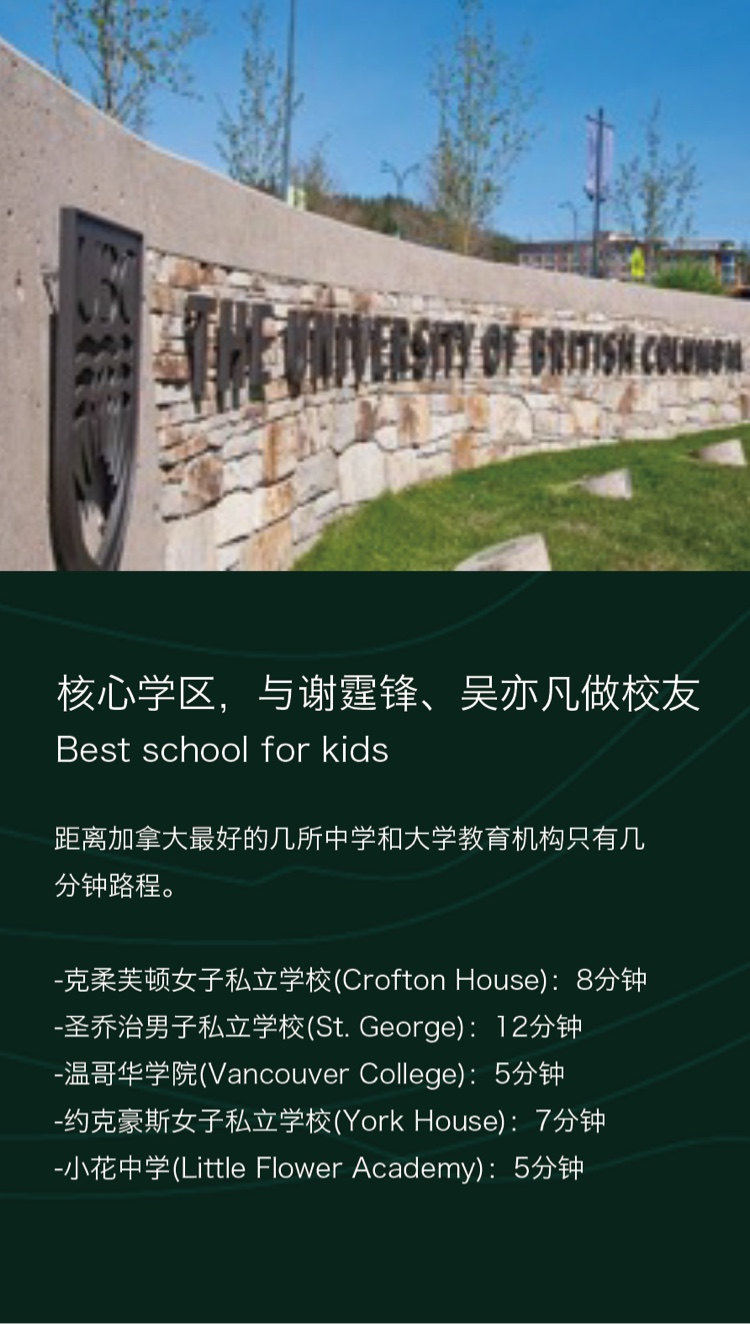 UBC
THE UNIVERSITY OF BRITISH COLUMBIA
核心学区，与谢霆锋、吴亦凡做校友
Best school for kids
距离加拿大最好的几所中学和大学教育机构只有几
分钟路程。
-克柔芙顿女子私立学校(Crofton House)：8分钟
-圣乔治男子私立学校(St. George)：12分钟
-温哥华学院(Vancouver College)：5分钟
-约克豪斯女子私立学校(York House)：7分钟
-小花中学(Little Flower Academy)：5分钟